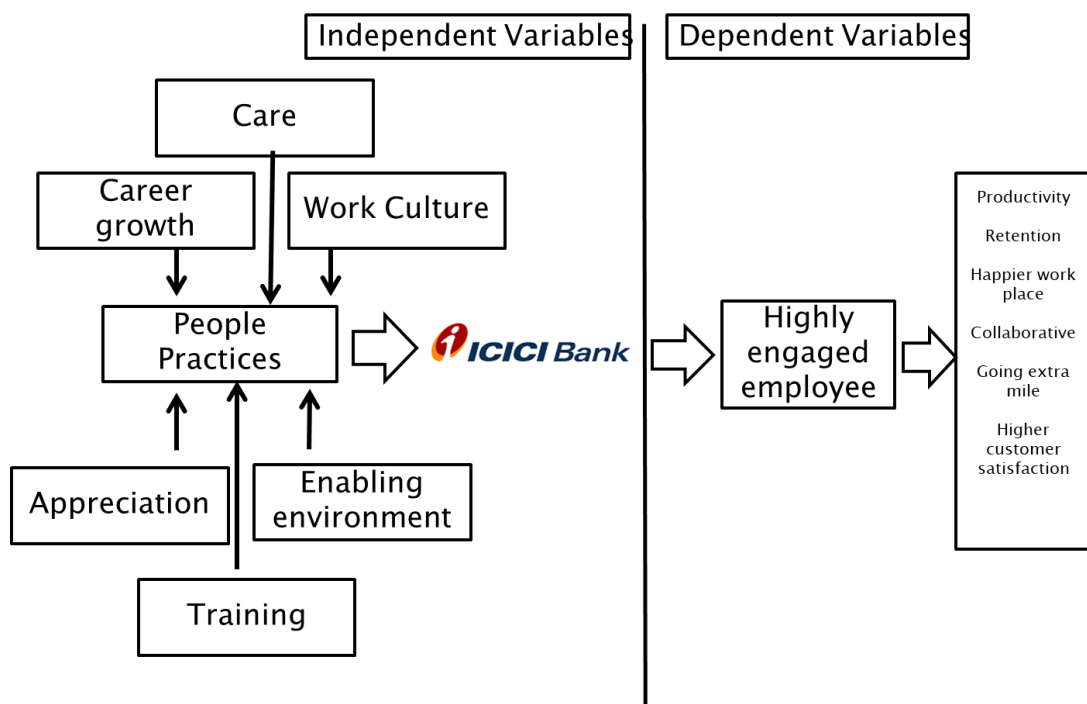 Independent Variables
Dependent Variables
Care
Career
growth
Work Culture
People
Practices
ICICI Bank
Highly
engaged
employee
Productivity
Retention
Happier work
place
Collaborative
Going extra
mile
Higher
customer
satisfaction
Appreciation
Enabling
environment
Training